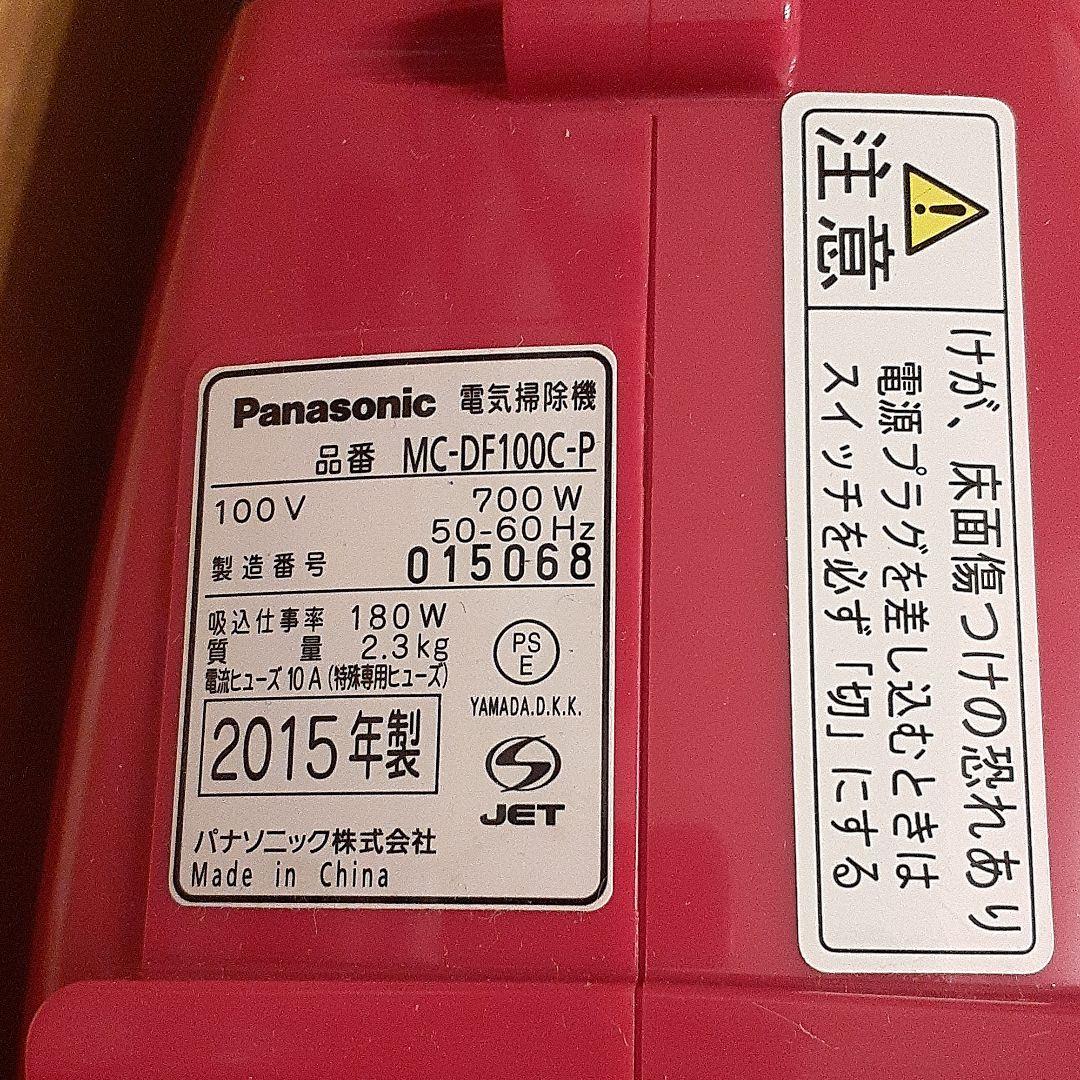 Panasonic 電気掃除機
品番 MC-DF100C-P
100V 700W
50-60Hz
製造番号 015068
吸込仕事率 180W
質量 2.3kg
電流ヒューズ 10A (特殊専用ヒューズ)
2015年製
パナソニック株式会社
Made in China
PS
E
YAMADA.D.K.K.
JET
注意
けが、床面傷つけの恐れあり
電源プラグを差し込むときは
スイッチを必ず「切」にする